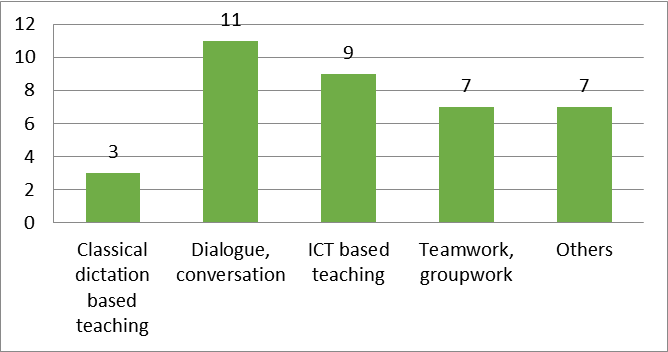 12
10
8
6
4
2
0
3
11
9
7
7
Classical
dictation
based
teaching
Dialogue,
conversation
ICT based
teaching
Teamwork,
groupwork
Others